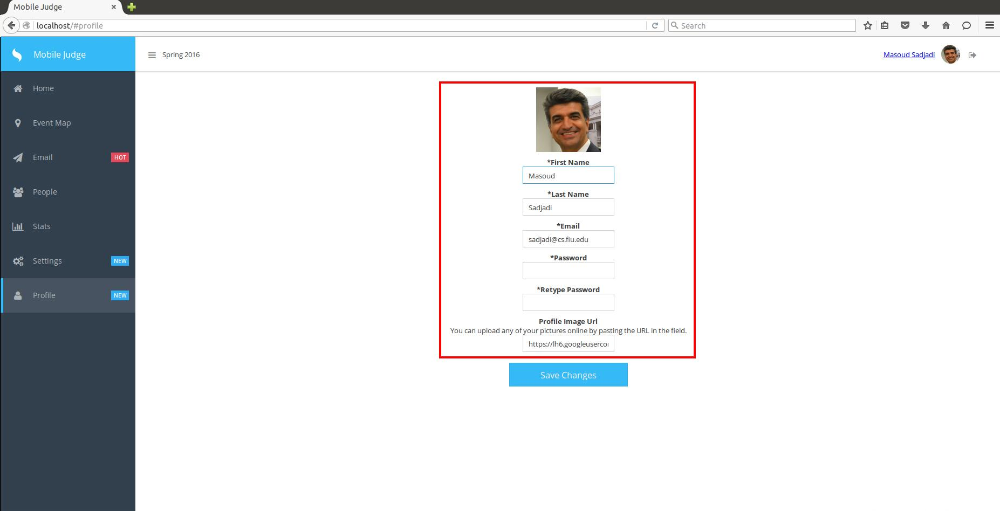 Mobile Judge
localhost/#profile
Search
Mobile Judge
Spring 2016
Masoud Sadjadi
Home
Event Map
Email
HOT
People
Stats
Settings
NEW
Profile
NEW
*First Name
Masoud
*Last Name
Sadjadi
*Email
sadjadi@cs.fiu.edu
*Password
*Retype Password
Profile Image Url
You can upload any of your pictures online by pasting the URL in the field.
https://lh6.googleuserco
Save Changes